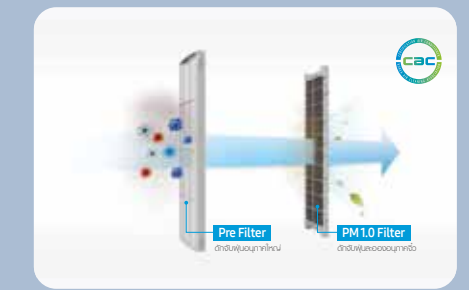 cac
Pre Filter
ดักจับฝุ่นอนุภาคใหญ่
PM 1.0 Filter
ดักจับฝุ่นละอองอนุภาคจิ๋ว